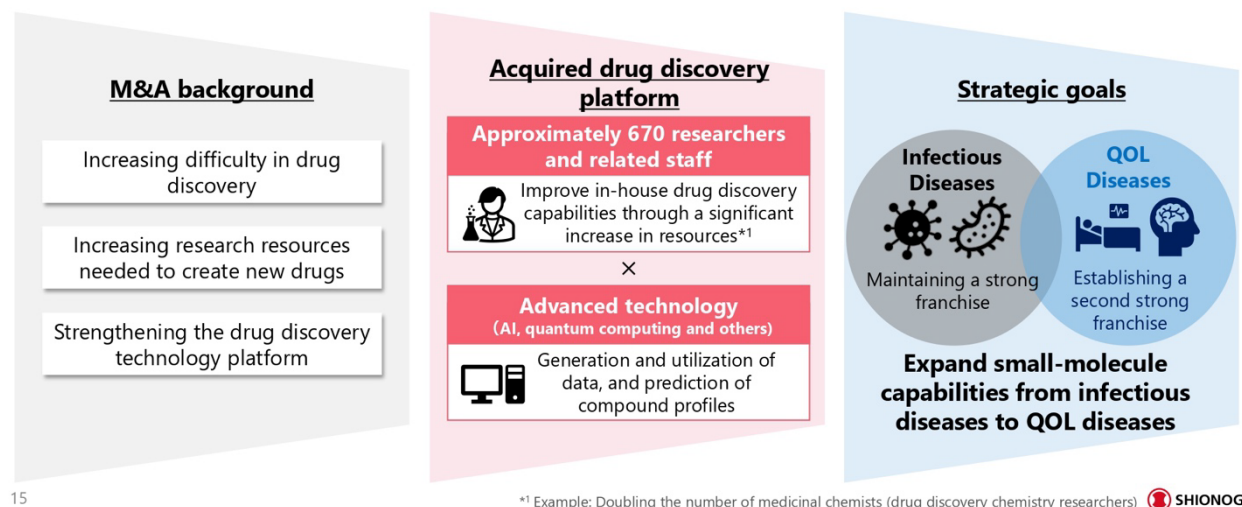 M&A background
Increasing difficulty in drug
discovery
Increasing research resources
needed to create new drugs
Strengthening the drug discovery
technology platform
Acquired drug discovery
platform
Approximately 670 researchers
and related staff
Improve in-house drug discovery
capabilities through a significant
increase in resources*1
×
Advanced technology
(AI, quantum computing and others)
Generation and utilization of
data, and prediction of
compound profiles
Strategic goals
Infectious
Diseases
Maintaining a strong
franchise
QOL
Diseases
Establishing a
second strong
franchise
Expand small-molecule
capabilities from infectious
diseases to QOL diseases
15
*1 Example: Doubling the number of medicinal chemists (drug discovery chemistry researchers)
SHIONOG